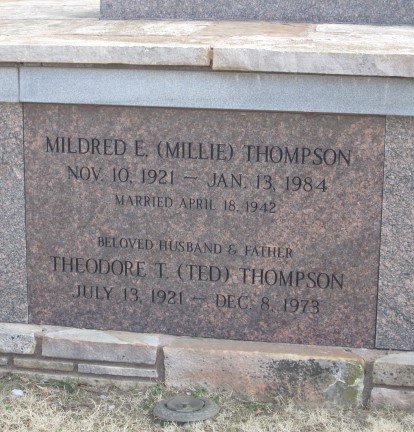 MILDRED E. (MILLIE) THOMPSON
NOV. 10, 1921 — JAN. 13, 1984
MARRIED APRIL 18, 1942
BELOVED HUSBAND & FATHER
THEODORE T. (TED) THOMPSON
JULY 13, 1921 — DEC. 8, 1973